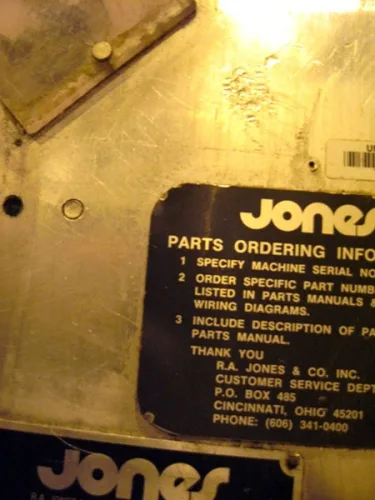 JONES
PARTS ORDERING INFO
1 SPECIFY MACHINE SERIAL NO
2 ORDER SPECIFIC PART NUMB
LISTED IN PARTS MANUALS &
WIRING DIAGRAMS.
3 INCLUDE DESCRIPTION OF PA
PARTS MANUAL.
THANK YOU
R.A. JONES & CO. INC.
CUSTOMER SERVICE DEPT
P.O. BOX 485
CINCINNATI, OHIO 45201
PHONE: (606) 341-0400
JONES
R.A. JONES